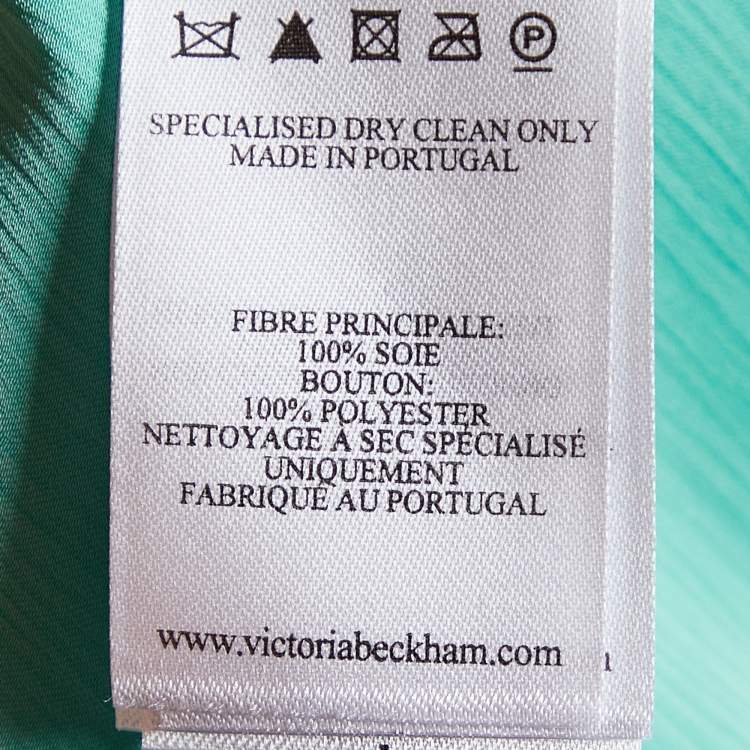 P
SPECIALISED DRY CLEAN ONLY
MADE IN PORTUGAL
FIBRE PRINCIPALE:
100% SOIE
BOUTON:
100% POLYESTER
NETTOYAGE À SEC SPÉCIALISÉ
UNIQUEMENT
FABRIQUÉ AU PORTUGAL
www.victoriabeckham.com